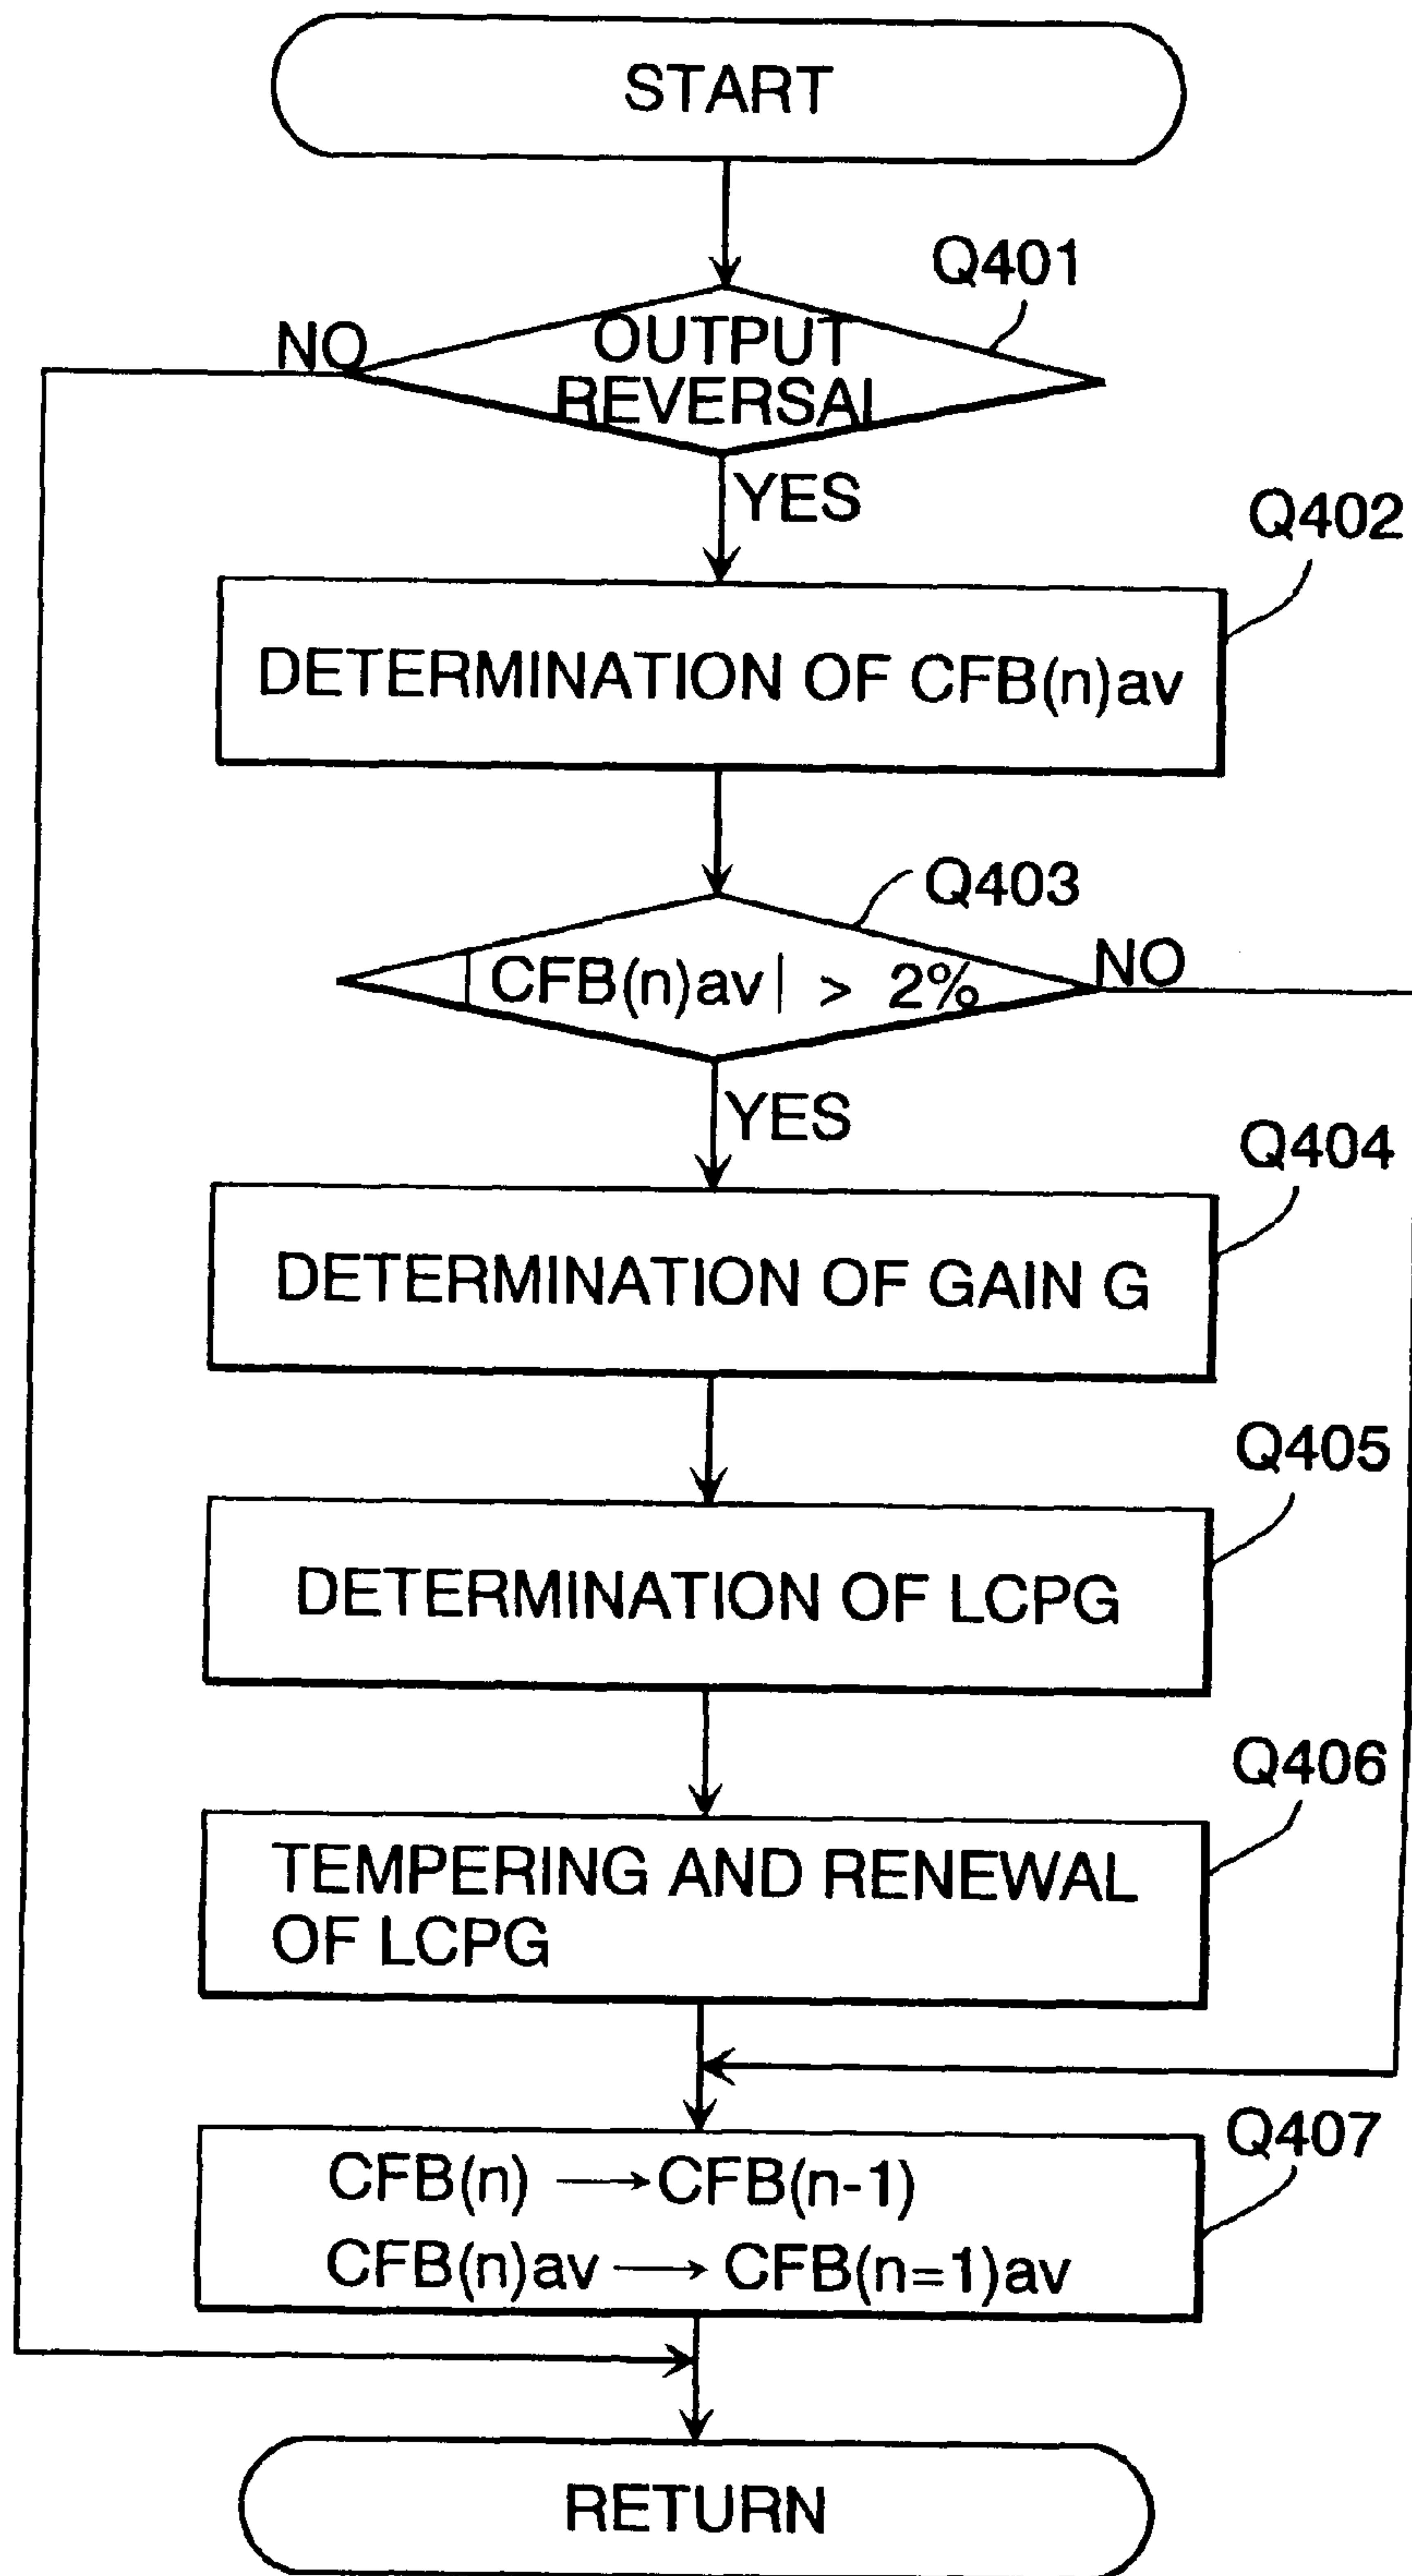 START
Q401
NO
OUTPUT
REVERSAL
YES
Q402
DETERMINATION OF CFB(n)av
Q403
|CFB(n)av| > 2%
NO
YES
Q404
DETERMINATION OF GAIN G
Q405
DETERMINATION OF LCPG
Q406
TEMPERING AND RENEWAL
OF LCPG
Q407
CFB(n) → CFB(n-1)
CFB(n)av → CFB(n=1)av
RETURN